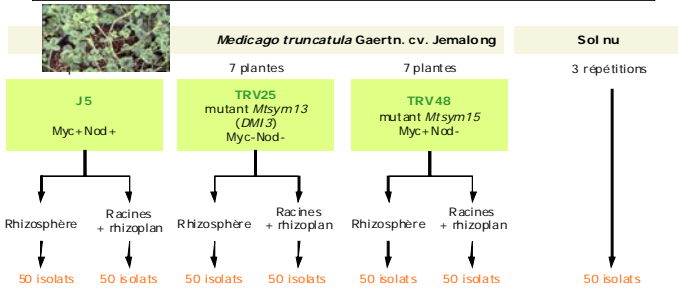 Medicago truncatula Gaertn. cv. Jemalong
Sol nu
7 plantes
7 plantes
3 répétitions
J5
Myc+Nod+
TRV25
mutant Mtsym13
(DMI3)
Myc-Nod-
TRV48
mutant Mtsym15
Myc+Nod-
Rhizosphère
Racines
+ rhizoplan
Rhizosphère
Racines
+ rhizoplan
Rhizosphère
Racines
+ rhizoplan
50 isolats
50 isolats
50 isolats
50 isolats
50 isolats
50 isolats
50 isolats